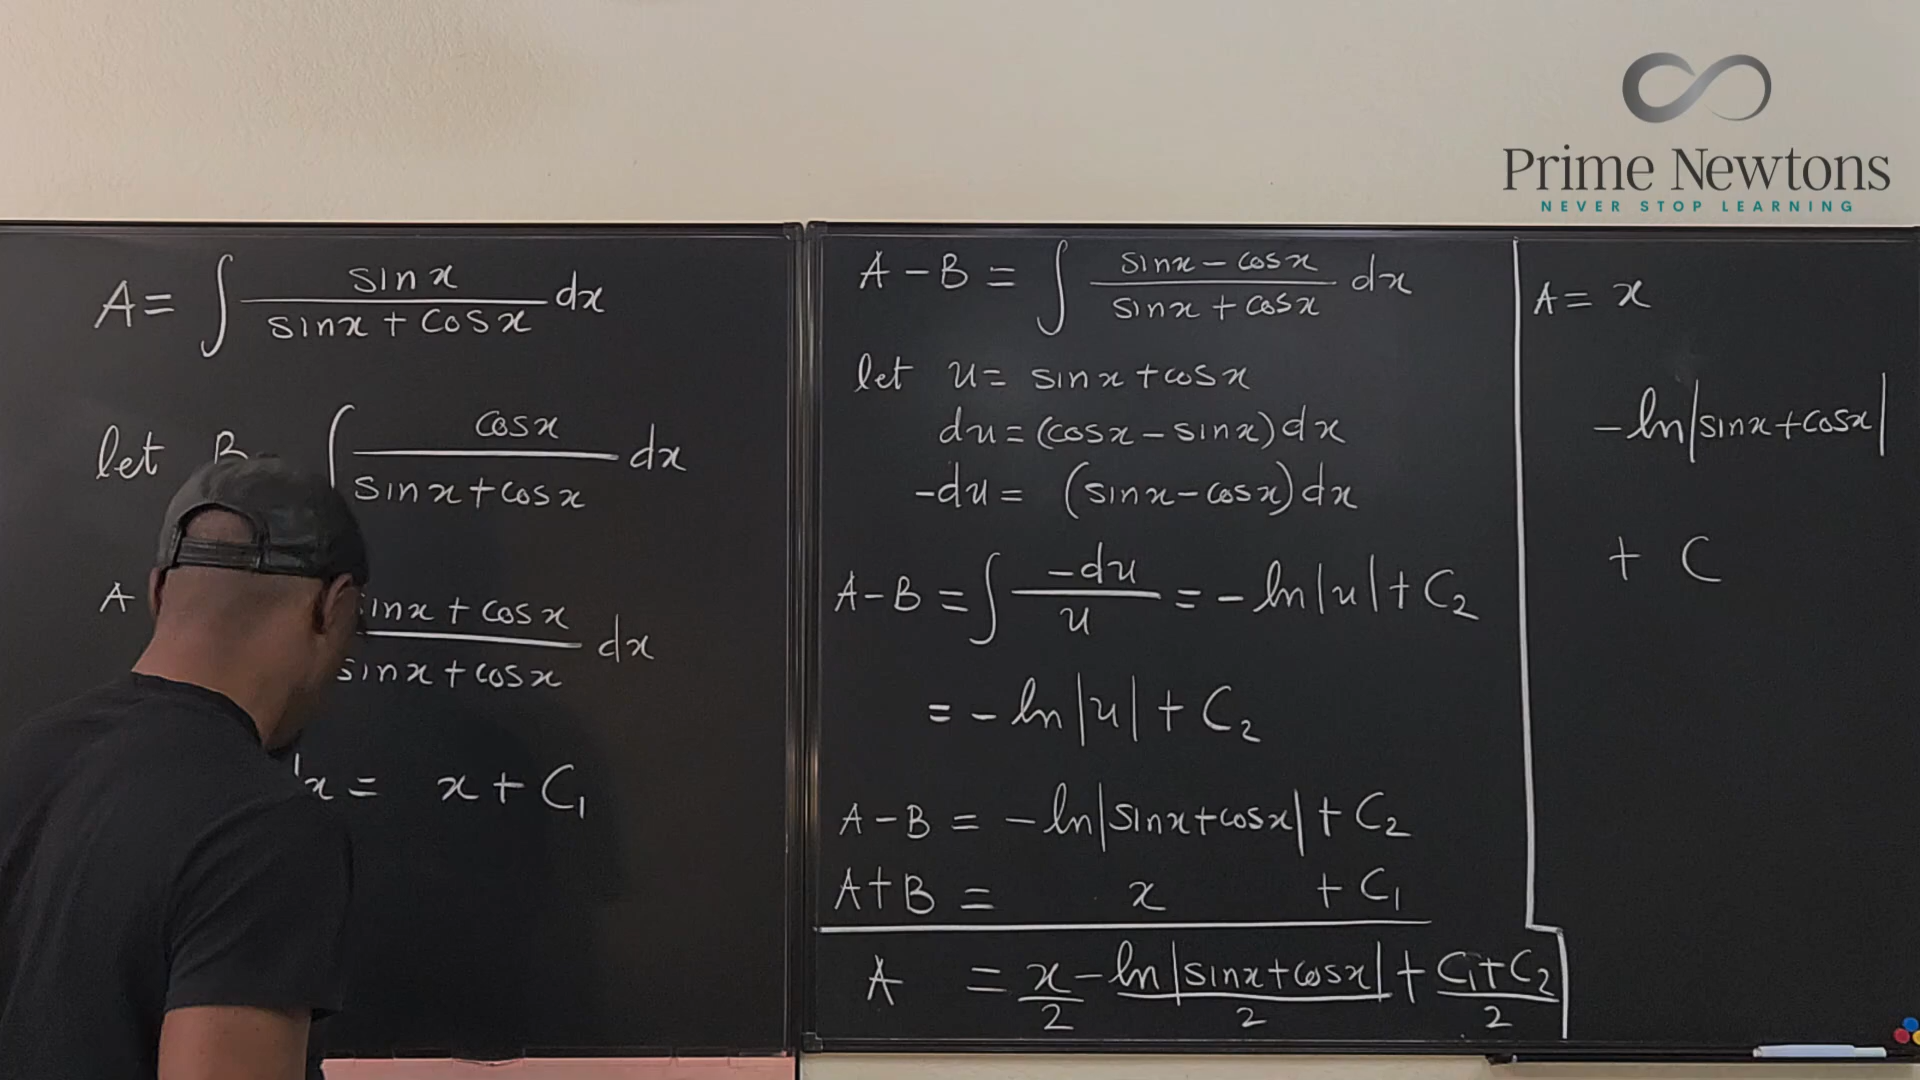 Prime Newtons
NEVER STOP LEARNING
A = ∫ sin x / (sin x + cos x) dx
let B ∫ cos x / (sin x + cos x) dx
A sin x + cos x / sin x + cos x dx
x = x + C₁
A - B = ∫ (sin x - cos x) / (sin x + cos x) dx
let u = sin x + cos x
du = (cos x - sin x) dx
-du = (sin x - cos x) dx
A - B = ∫ -du / u = - ln|u| + C₂
= - ln|u| + C₂
A - B = - ln|sin x + cos x| + C₂
A + B = x + C₁
A = x/2 - ln|sin x + cos x|/2 + (C₁ + C₂)/2
A = x
- ln|sin x + cos x|
+ C